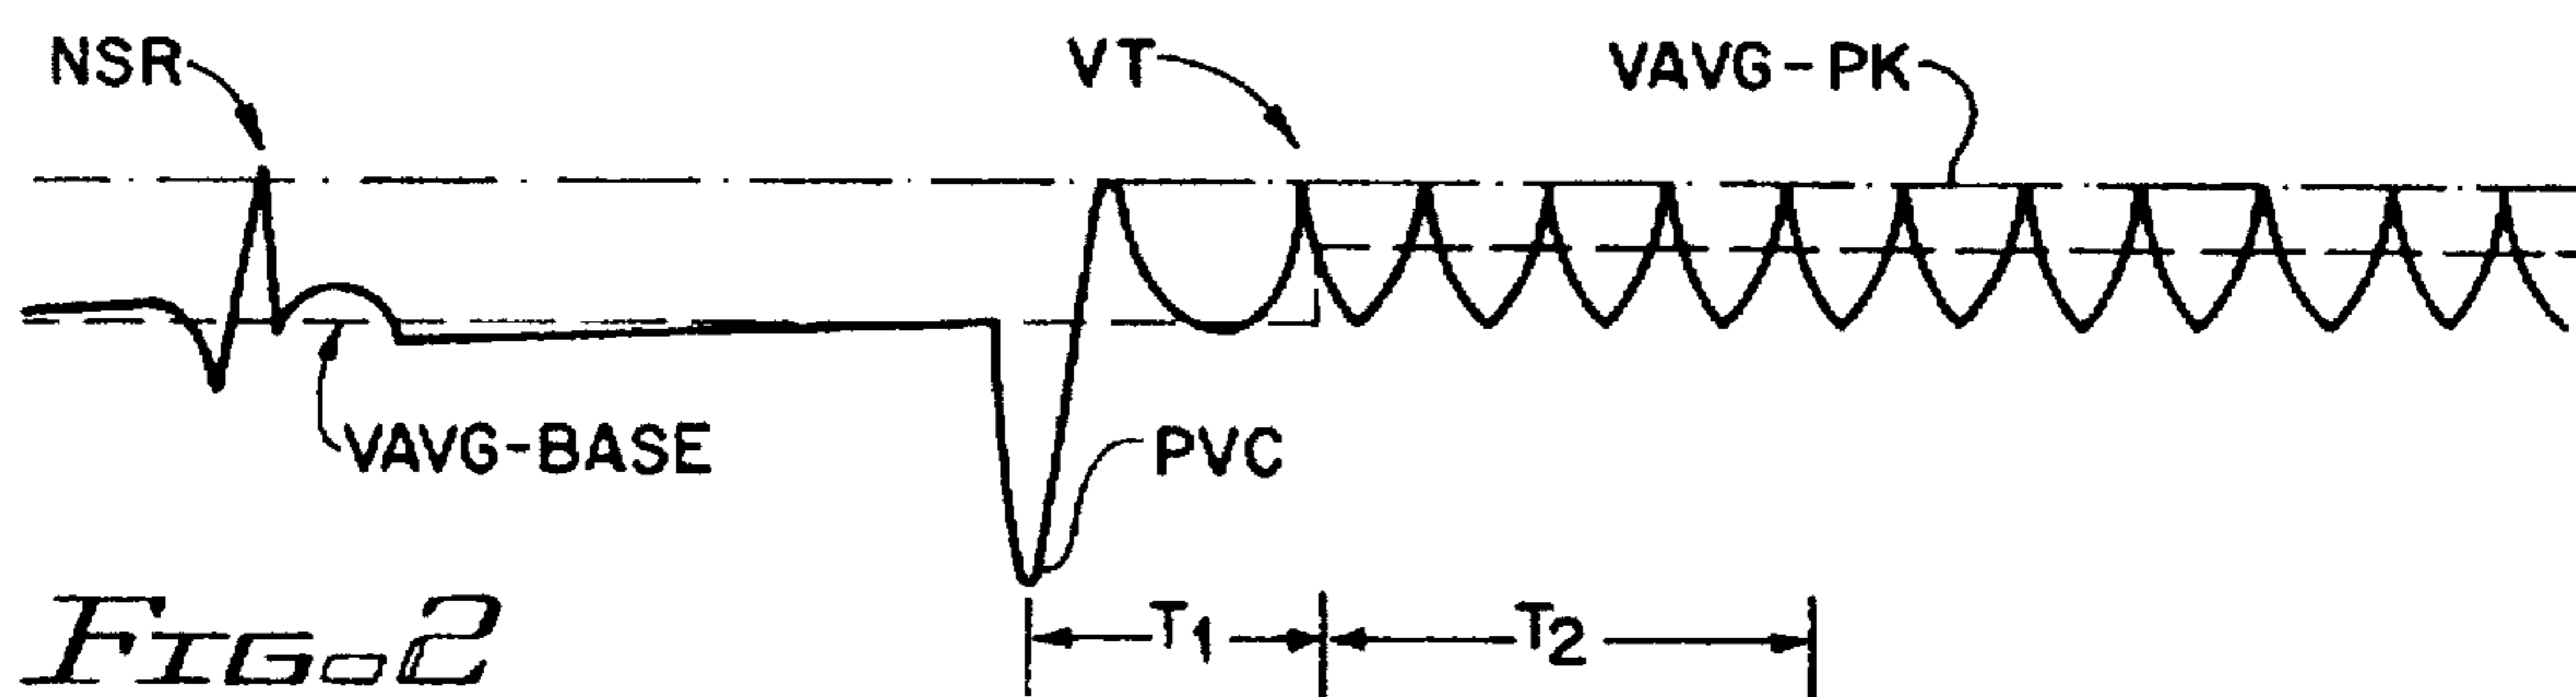 NSR
VT
VAVG-PK
VAVG-BASE
PVC
T1
T2
FIG. 2